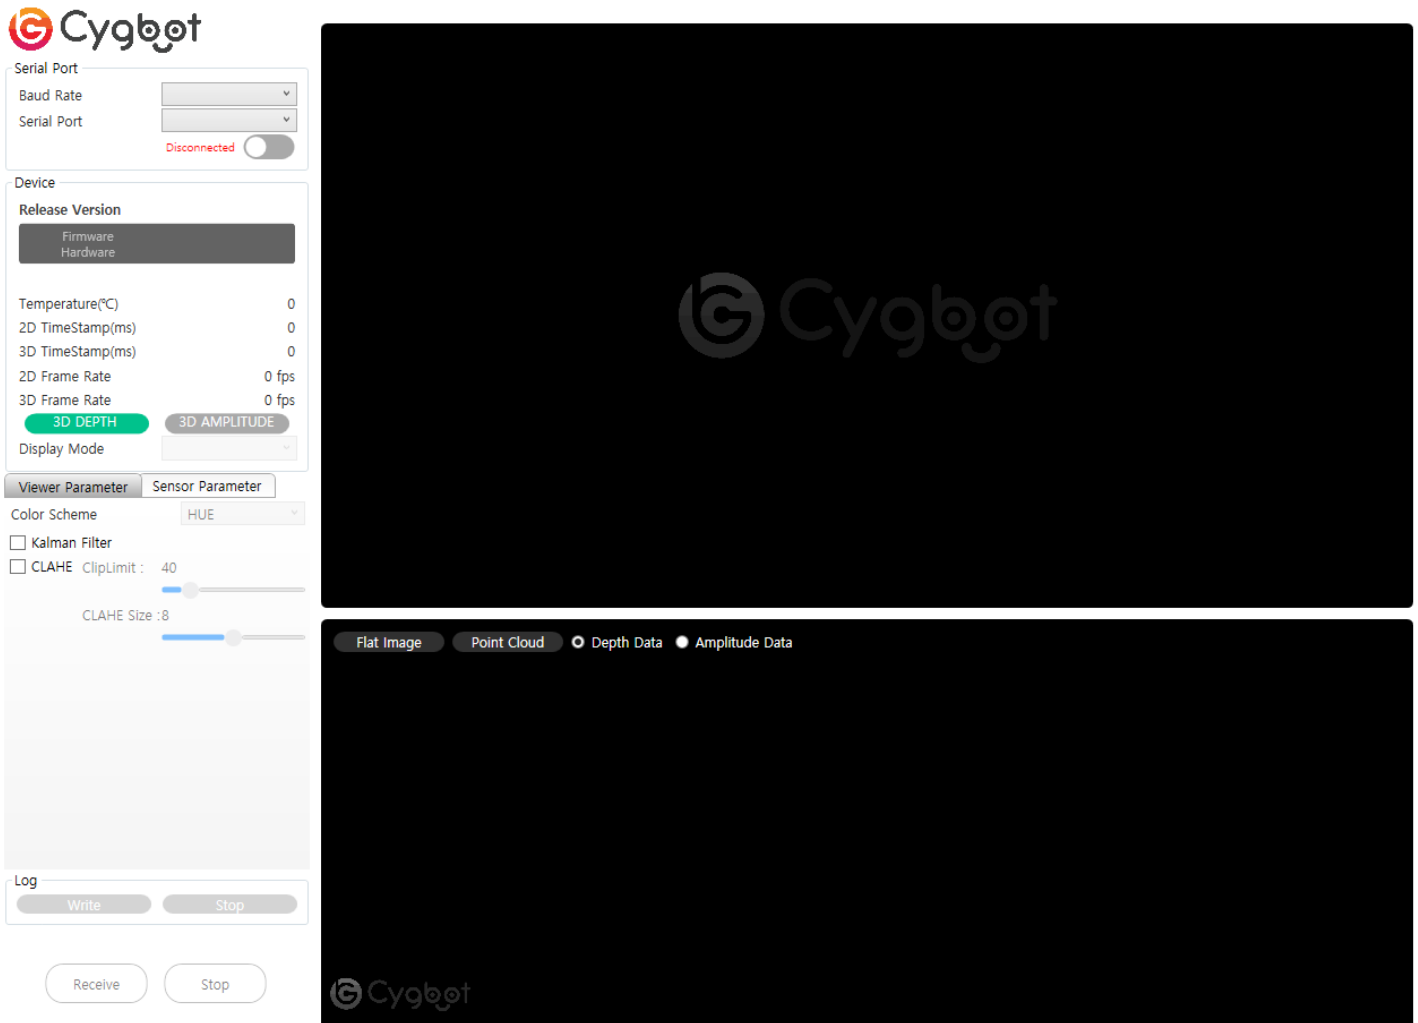 Cygbot
Serial Port
Baud Rate
Serial Port
Disconnected
Device
Release Version
Firmware
Hardware
Temperature(℃) 0
2D TimeStamp(ms) 0
3D TimeStamp(ms) 0
2D Frame Rate 0 fps
3D Frame Rate 0 fps
3D DEPTH 3D AMPLITUDE
Display Mode
Viewer Parameter Sensor Parameter
Color Scheme HUE
Kalman Filter
CLAHE ClipLimit : 40
CLAHE Size :8
Log
Write Stop
Receive Stop
Cygbot
Flat Image Point Cloud Depth Data Amplitude Data
Cygbot